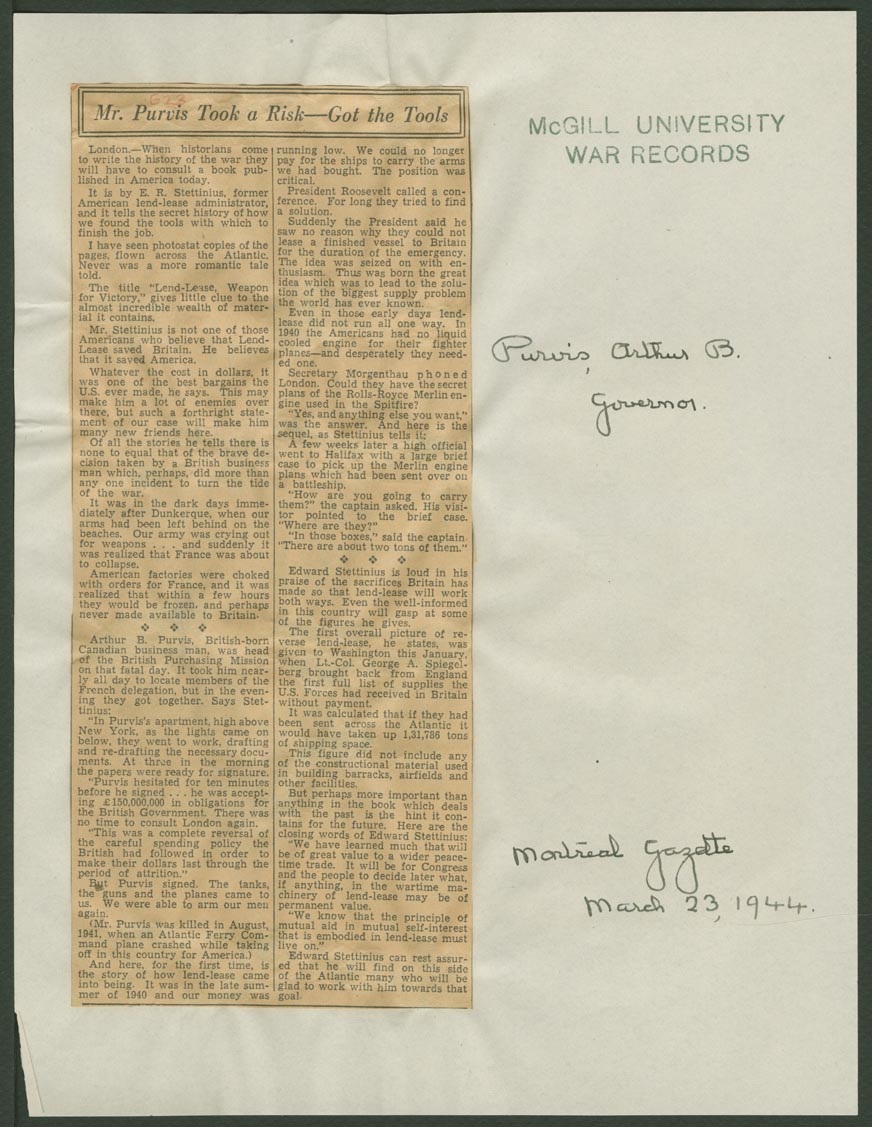 623
Mr. Purvis Took a Risk—Got the Tools
London.—When historians come
to write the history of the war they
will have to consult a book pub-
lished in America today.
It is by E. R. Stettinius, former
American lend-lease administrator,
and it tells the secret history of how
we found the tools with which to
finish the job.
I have seen photostat copies of the
pages, flown across the Atlantic.
Never was a more romantic tale
told.
The title "Lend-Lease, Weapon
for Victory," gives little clue to the
almost incredible wealth of mater-
ial it contains.
Mr. Stettinius is not one of those
Americans who believe that Lend-
Lease saved Britain. He believes
that it saved America.
Whatever the cost in dollars, it
was one of the best bargains the
U.S. ever made, he says. This may
make him a lot of enemies over
there, but such a forthright state-
ment of our case will make him
many new friends here.
Of all the stories he tells there is
none to equal that of the brave de-
cision taken by a British business
man which, perhaps, did more than
any one incident to turn the tide
of the war.
It was in the dark days imme-
diately after Dunkerque, when our
arms had been left behind on the
beaches. Our army was crying out
for weapons . . . and suddenly it
was realized that France was about
to collapse.
American factories were choked
with orders for France, and it was
realized that within a few hours
they would be frozen, and perhaps
never made available to Britain.
Arthur B. Purvis, British-born
Canadian business man, was head
of the British Purchasing Mission
on that fatal day. It took him near-
ly all day to locate members of the
French delegation, but in the even-
ing they got together. Says Stet-
tinius:
"In Purvis's apartment, high above
New York, as the lights came on
below, they went to work, drafting
and re-drafting the necessary docu-
ments. At three in the morning
the papers were ready for signature.
"Purvis hesitated for ten minutes
before he signed . . . he was accept-
ing £150,000,000 in obligations for
the British Government. There was
no time to consult London again.
"This was a complete reversal of
the careful spending policy the
British had followed in order to
make their dollars last through the
period of attrition."
But Purvis signed. The tanks,
the guns and the planes came to
us. We were able to arm our men
again.
(Mr. Purvis was killed in August,
1941, when an Atlantic Ferry Com-
mand plane crashed while taking
off in this country for America.)
And here, for the first time, is
the story of how lend-lease came
into being. It was in the late sum-
mer of 1940 and our money was
running low. We could no longer
pay for the ships to carry the arms
we had bought. The position was
critical.
President Roosevelt called a con-
ference. For long they tried to find
a solution.
Suddenly the President said he
saw no reason why they could not
lease a finished vessel to Britain
for the duration of the emergency.
The idea was seized on with en-
thusiasm. Thus was born the great
idea which was to lead to the solu-
tion of the biggest supply problem
the world has ever known.
Even in those early days lend-
lease did not run all one way. In
1940 the Americans had no liquid
cooled engine for their fighter
planes—and desperately they need-
ed one.
Secretary Morgenthau phoned
London. Could they have the secret
plans of the Rolls-Royce Merlin en-
gine used in the Spitfire?
"Yes, and anything else you want,"
was the answer. And here is the
sequel, as Stettinius tells it:
A few weeks later a high official
went to Halifax with a large brief
case to pick up the Merlin engine
plans which had been sent over on
a battleship.
"How are you going to carry
them?" the captain asked. His visi-
tor pointed to the brief case.
"Where are they?"
"In those boxes," said the captain.
"There are about two tons of them."
Edward Stettinius is loud in his
praise of the sacrifices Britain has
made so that lend-lease will work
both ways. Even the well-informed
in this country will gasp at some
of the figures he gives.
The first overall picture of re-
verse lend-lease, he states, was
given to Washington this January,
when Lt.-Col. George A. Spiegel-
berg brought back from England
the first full list of supplies the
U.S. Forces had received in Britain
without payment.
It was calculated that if they had
been sent across the Atlantic it
would have taken up 1,31,786 tons
of shipping space.
This figure did not include any
of the constructional material used
in building barracks, airfields and
other facilities.
But perhaps more important than
anything in the book which deals
with the past is the hint it con-
tains for the future. Here are the
closing words of Edward Stettinius:
"We have learned much that will
be of great value to a wider peace-
time trade. It will be for Congress
and the people to decide later what,
if anything, in the wartime ma-
chinery of lend-lease may be of
permanent value.
"We know that the principle of
mutual aid in mutual self-interest
that is embodied in lend-lease must
live on."
Edward Stettinius can rest assur-
ed that he will find on this side
of the Atlantic many who will be
glad to work with him towards that
goal.
McGILL UNIVERSITY
WAR RECORDS
Purvis, Arthur B.
Governor.
Montreal Gazette
March 23, 1944.